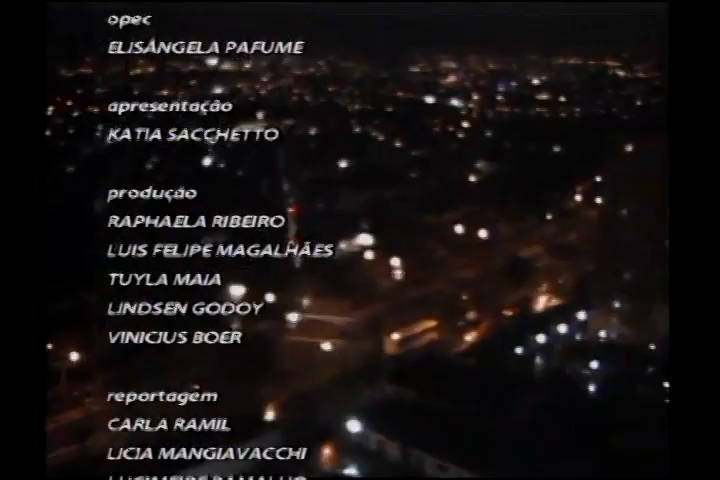 opec
ELISÂNGELA PAFUME
apresentação
KATIA SACCHETTO
produção
RAPHAELA RIBEIRO
LUIS FELIPE MAGALHÃES
TUYLA MAIA
LINDSEN GODOY
VINICIUS BOER
reportagem
CARLA RAMIL
LICIA MANGIAVACCHI